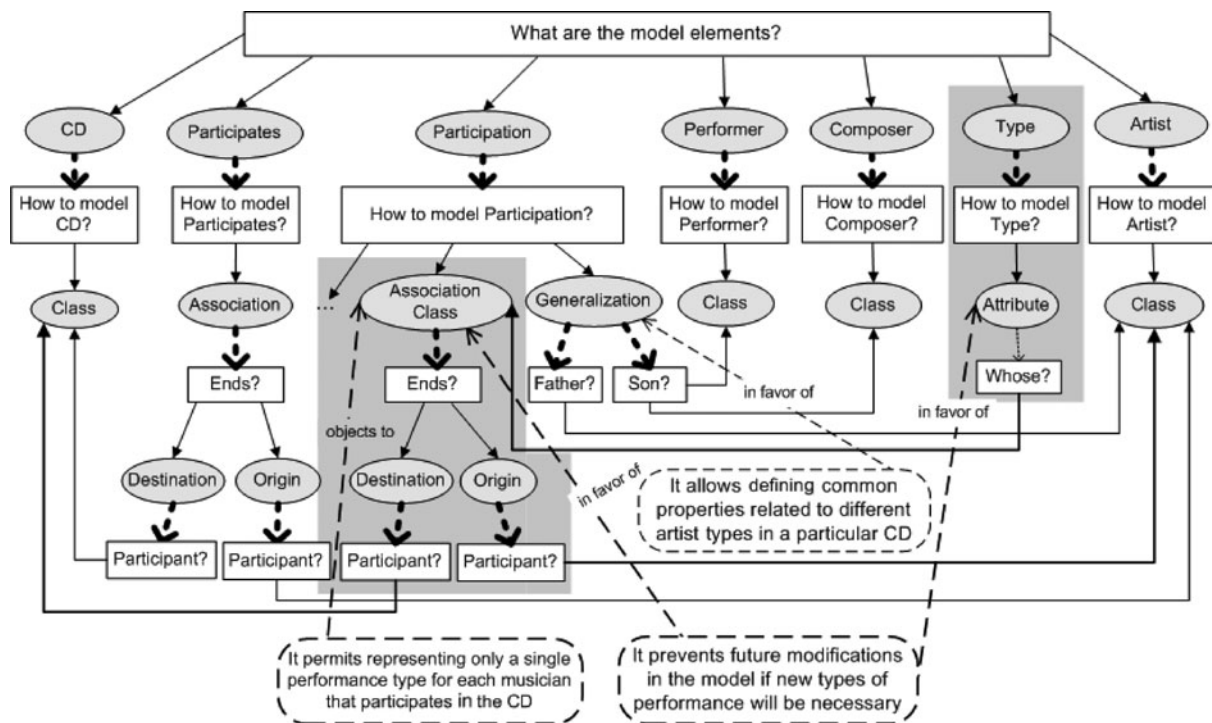 What are the model elements?
CD
Participates
Participation
Performer
Composer
Type
Artist
How to model
CD?
How to model
Participates?
How to model Participation?
How to model
Performer?
How to model
Composer?
How to model
Type?
How to model
Artist?
Class
Association
...
Association
Class
Generalization
Class
Class
Attribute
Class
Ends?
Ends?
Father?
Son?
Whose?
in favor of
in favor of
objects to
in favor of
Destination
Origin
Destination
Origin
It allows defining common
properties related to different
artist types in a particular CD
Participant?
Participant?
Participant?
Participant?
It permits representing only a single
performance type for each musician
that participates in the CD
It prevents future modifications
in the model if new types of
performance will be necessary